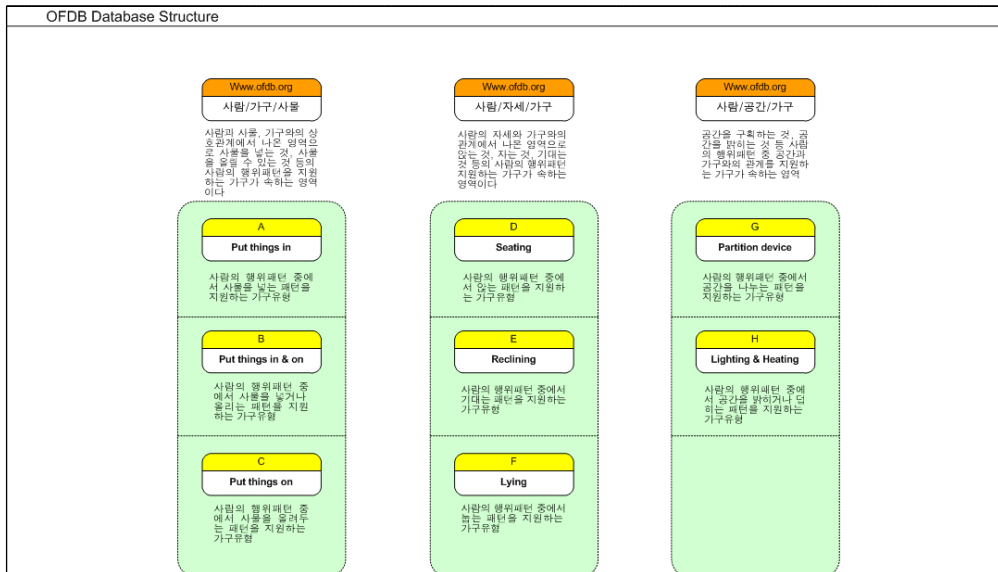 OFDB Database Structure
Www.ofdb.org
사람/가구/사물
사람과 사물, 가구와의 상
호관계에서 나온 영역으
로 사물을 넣는 것, 사물
을 올릴 수 있는 것 등의
사람의 행위패턴을 지원
하는 가구가 속하는 영역
이다
A
Put things in
사람의 행위패턴 중에
서 사물을 넣는 패턴을
지원하는 가구유형
B
Put things in & on
사람의 행위패턴 중
에서 사물을 넣거나
올리는 패턴을 지원
하는 가구유형
C
Put things on
사람의 행위패턴 중
에서 사물을 올려두
는 패턴을 지원하는
가구유형
Www.ofdb.org
사람/자세/가구
사람의 자세와 가구와의
관계에서 나온 영역으로
앉는 것, 자는 것, 기대는
것 등의 사람의 행위패턴
지원하는 가구가 속하는
영역이다
D
Seating
사람의 행위패턴 중에
서 앉는 패턴을 지원하
는 가구유형
E
Reclining
사람의 행위패턴 중에서
기대는 패턴을 지원하는
가구유형
F
Lying
사람의 행위패턴 중에서
눕는 패턴을 지원하는
가구유형
Www.ofdb.org
사람/공간/가구
공간을 구획하는 것, 공
간을 밝히는 것 등 사람
의 행위패턴 중 공간과
가구와의 관계를 지원하
는 가구가 속하는 영역
G
Partition device
사람의 행위패턴 중에서
공간을 나누는 패턴을
지원하는 가구유형
H
Lighting & Heating
사람의 행위패턴 중에
서 공간을 밝히거나 덥
히는 패턴을 지원하는
가구유형